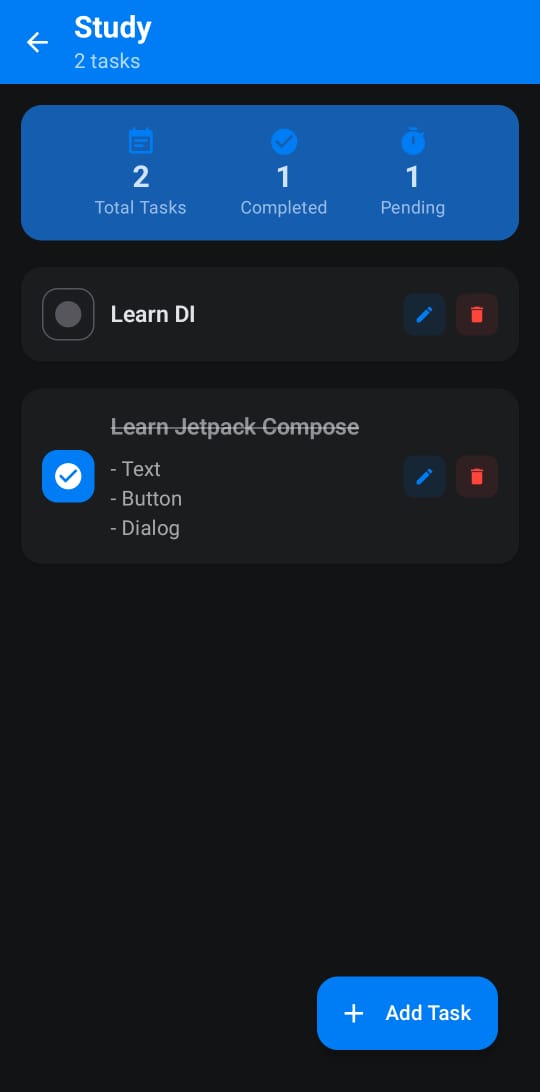 Study
2 tasks
2 1 1
Total Tasks Completed Pending
Learn DI
Learn Jetpack Compose
- Text
- Button
- Dialog
Add Task